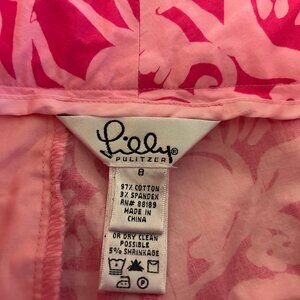 Lilly®
PULITZER
8
97% COTTON
3% SPANDEX
RN# 88189
MADE IN
CHINA
OR DRY CLEAN
POSSIBLE
5% SHRINKAGE